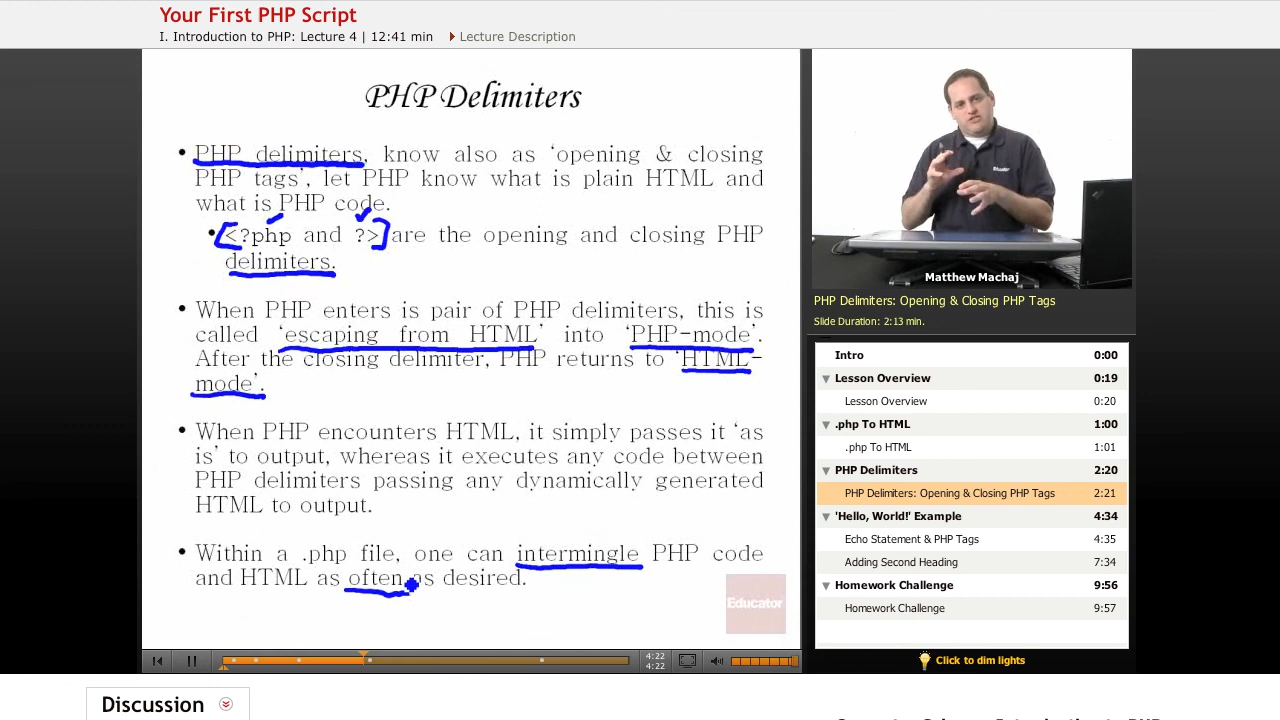 Your First PHP Script
I. Introduction to PHP: Lecture 4 | 12:41 min Lecture Description
PHP Delimiters
• PHP delimiters, know also as ‘opening & closing
PHP tags’, let PHP know what is plain HTML and
what is PHP code.
• <?php and ?> are the opening and closing PHP
delimiters.
• When PHP enters is pair of PHP delimiters, this is
called ‘escaping from HTML’ into ‘PHP-mode’.
After the closing delimiter, PHP returns to ‘HTML-
mode’.
• When PHP encounters HTML, it simply passes it ‘as
is’ to output, whereas it executes any code between
PHP delimiters passing any dynamically generated
HTML to output.
• Within a .php file, one can intermingle PHP code
and HTML as often as desired.
Educator
4:22
4:22
Educator
Matthew Machaj
PHP Delimiters: Opening & Closing PHP Tags
Slide Duration: 2:13 min.
Intro 0:00
Lesson Overview 0:19
Lesson Overview 0:20
.php To HTML 1:00
.php To HTML 1:01
PHP Delimiters 2:20
PHP Delimiters: Opening & Closing PHP Tags 2:21
'Hello, World!' Example 4:34
Echo Statement & PHP Tags 4:35
Adding Second Heading 7:34
Homework Challenge 9:56
Homework Challenge 9:57
Click to dim lights
Discussion